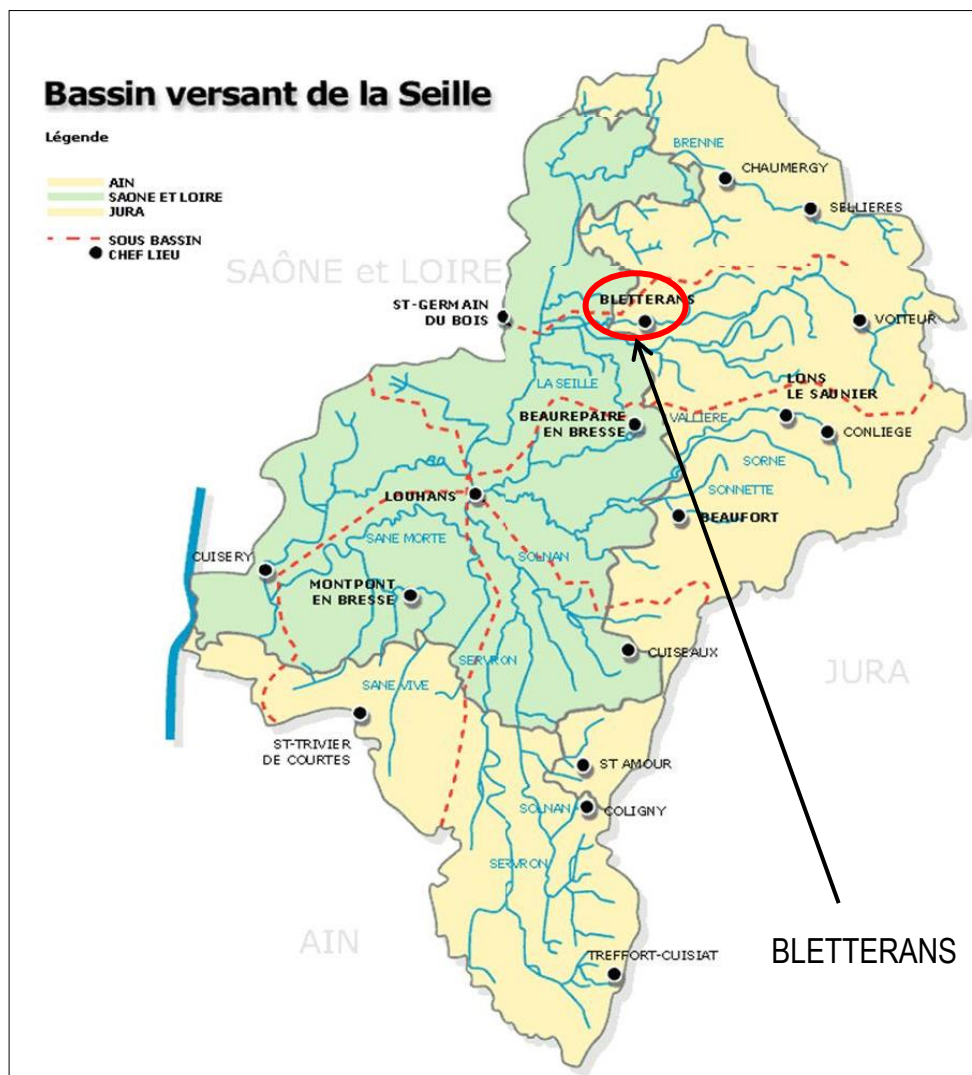 Bassin versant de la Seille
Légende
AIN
SAÔNE ET LOIRE
JURA
SOUS BASSIN
CHEF LIEU
SAÔNE et LOIRE
BRENNE
CHAUMERGY
SELLIERES
BLETTERANS
ST-GERMAIN
DU BOIS
VOITEUR
LA SEILLE
LONS
LE SAUNIER
BEAUREPAIRE
EN BRESSE
VALLIERE
CONLIEGE
SORNE
SONNETTE
LOUHANS
BEAUFORT
SANE MORTE
SOLNAN
CUISERY
MONTPONT
EN BRESSE
CUISEAUX
SERVRON
JURA
SANE VIVE
ST-TRIVIER
DE COURTES
ST AMOUR
SOLNAN
COLIGNY
SERVRON
AIN
TREFFORT-CUISIAT
BLETTERANS